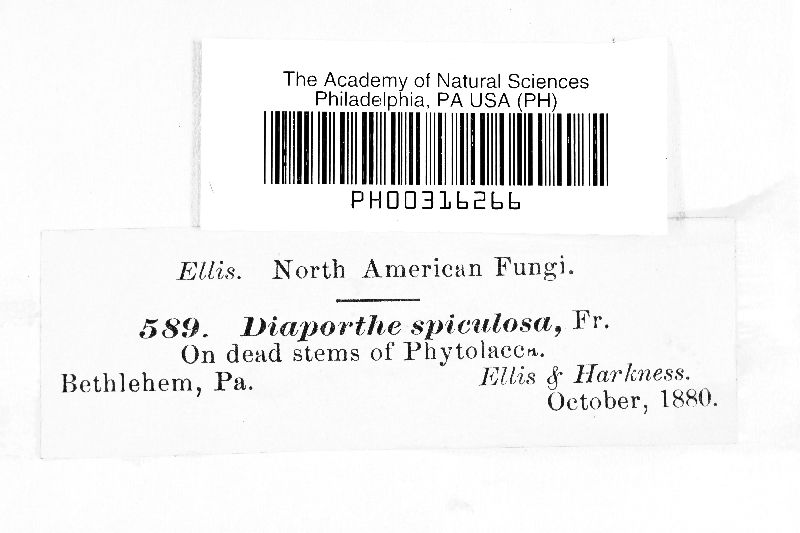 The Academy of Natural Sciences
Philadelphia, PA USA (PH)
PH00316266
Ellis. North American Fungi.
589. Diaporthe spiculosa, Fr.
On dead stems of Phytolacca.
Bethlehem, Pa. Ellis & Harkness.
October, 1880.